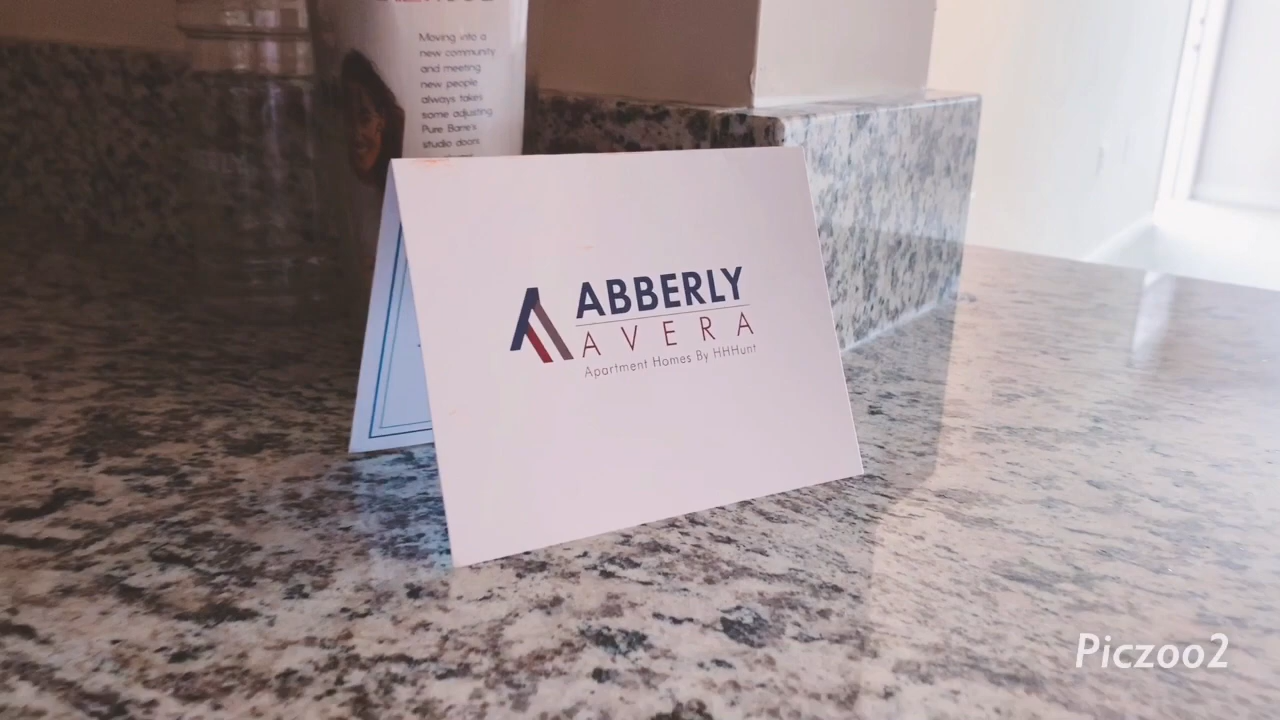 Moving into a
new community
and meeting
new people
always takes
some adjusting
Pure Barre's
studio doors
ABBERLY
AVERA
Apartment Homes By HHHunt
Piczoo2